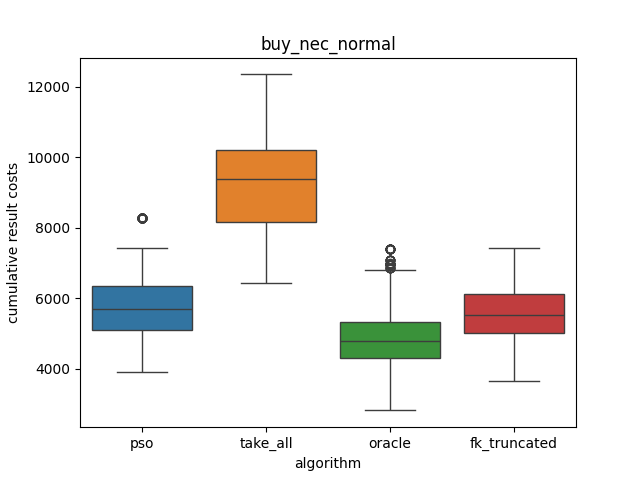 buy_nec_normal
cumulative result costs
12000
10000
8000
6000
4000
pso
take_all
oracle
fk_truncated
algorithm